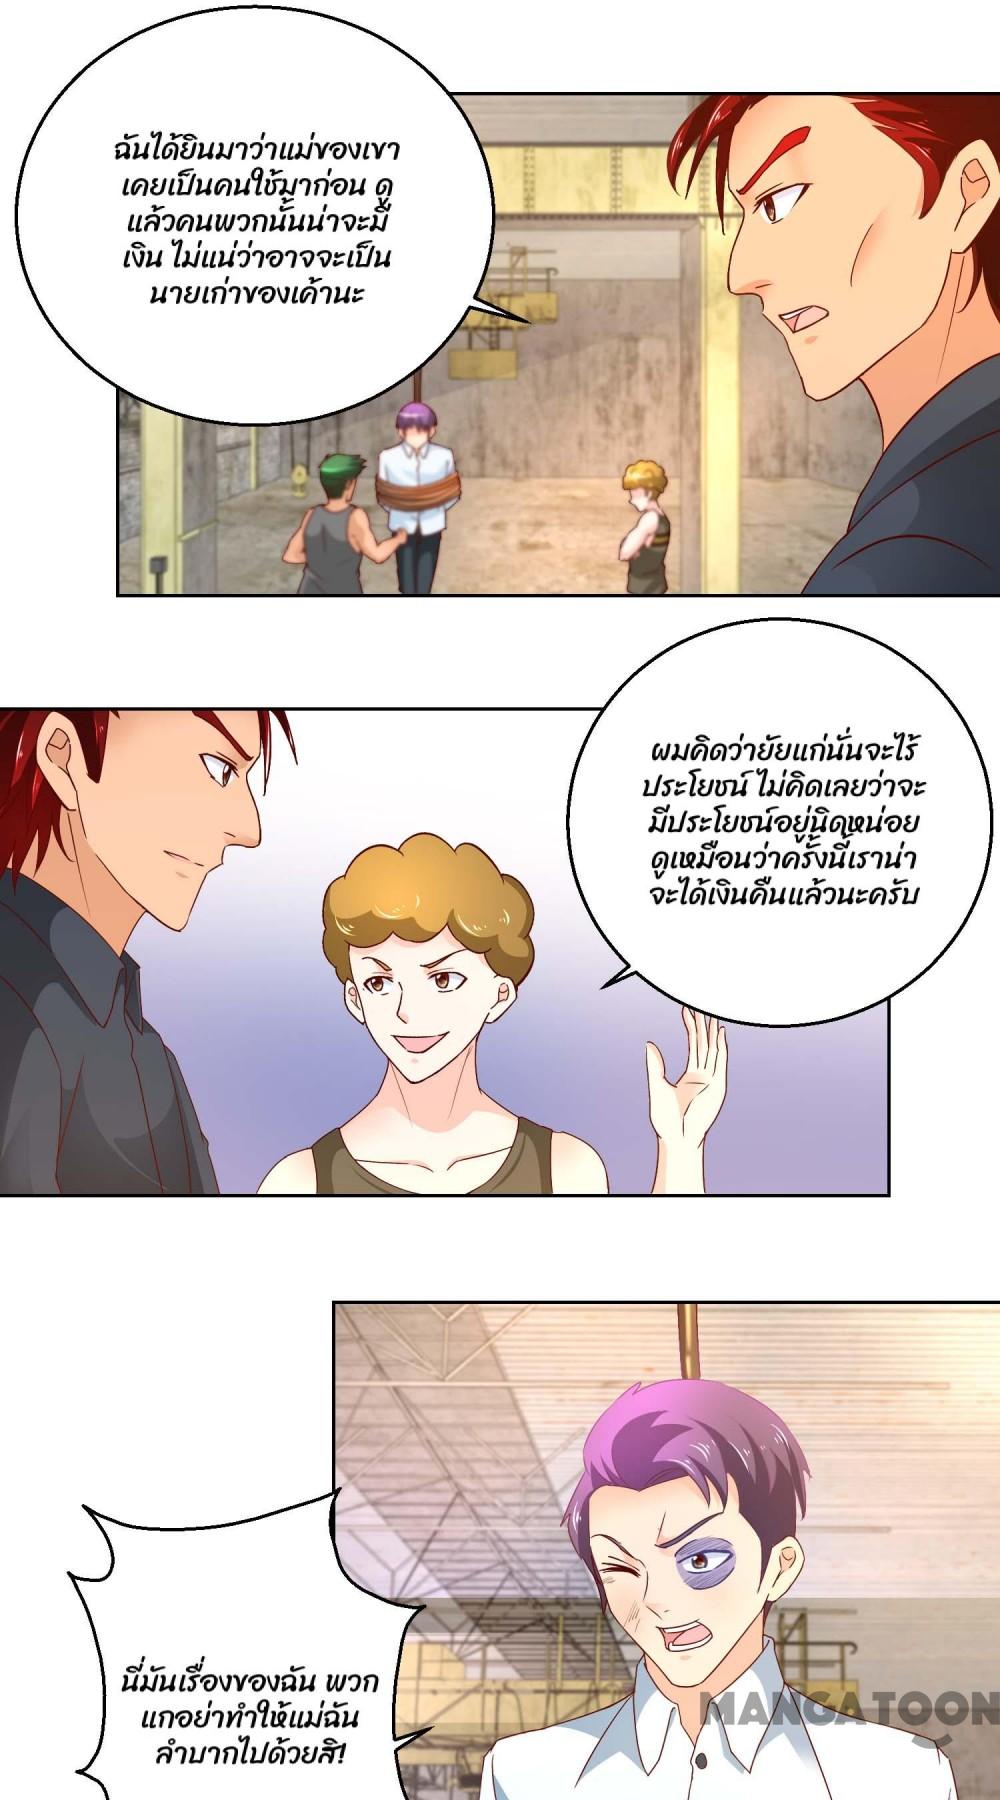 ฉันได้ยินมาว่าแม่ของเขา
เคยเป็นคนใช้มาก่อน ดู
แล้วคนพวกนั้นน่าจะมี
เงิน ไม่แน่ว่าอาจจะเป็น
นายเก่าของเค้านะ
ผมคิดว่ายัยแก่นั่นจะไร้
ประโยชน์ ไม่คิดเลยว่าจะ
มีประโยชน์อยู่นิดหน่อย
ดูเหมือนว่าครั้งนี้เราน่า
จะได้เงินคืนแล้วนะครับ
นี่มันเรื่องของฉัน พวก
แกอย่าทำให้แม่ฉัน
ลำบากไปด้วยสิ!
MANGATOON